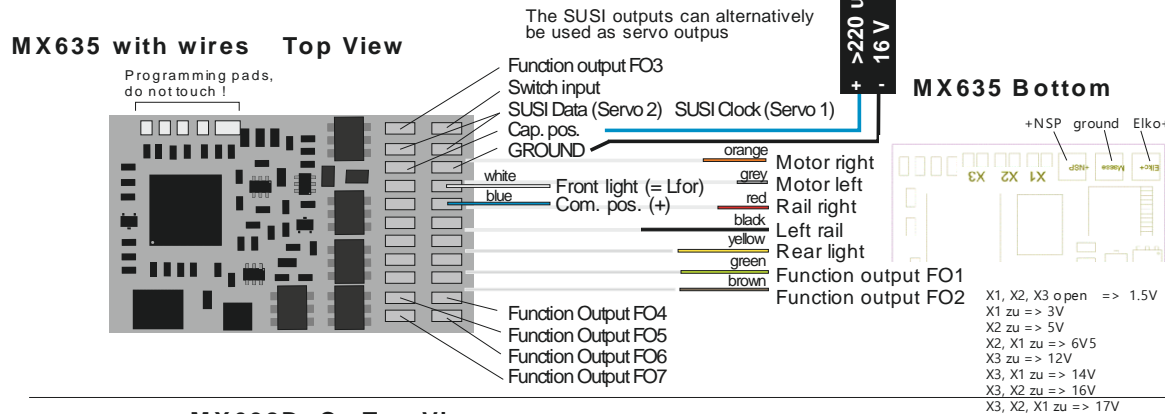 The SUSI outputs can alternatively
be used as servo outpus
>220 u
16 V
+ -
MX635 with wires Top View
Programming pads,
do not touch !
Function output FO3
Switch input
SUSI Data (Servo 2) SUSI Clock (Servo 1)
Cap. pos.
GROUND
white
Front light (= Lfor)
blue
Com. pos. (+)
orange
Motor right
grey
Motor left
red
Rail right
black
Left rail
yellow
Rear light
green
Function output FO1
brown
Function output FO2
Function Output FO4
Function Output FO5
Function Output FO6
Function Output FO7
MX635 Bottom
+NSP ground Elko+
X3 X2 X1 +NSP Masse Elko+
X1, X2, X3 open => 1.5V
X1 zu => 3V
X2 zu => 5V
X2, X1 zu => 6V5
X3 zu => 12V
X3, X1 zu => 14V
X3, X2 zu => 16V
X3, X2, X1 zu => 17V